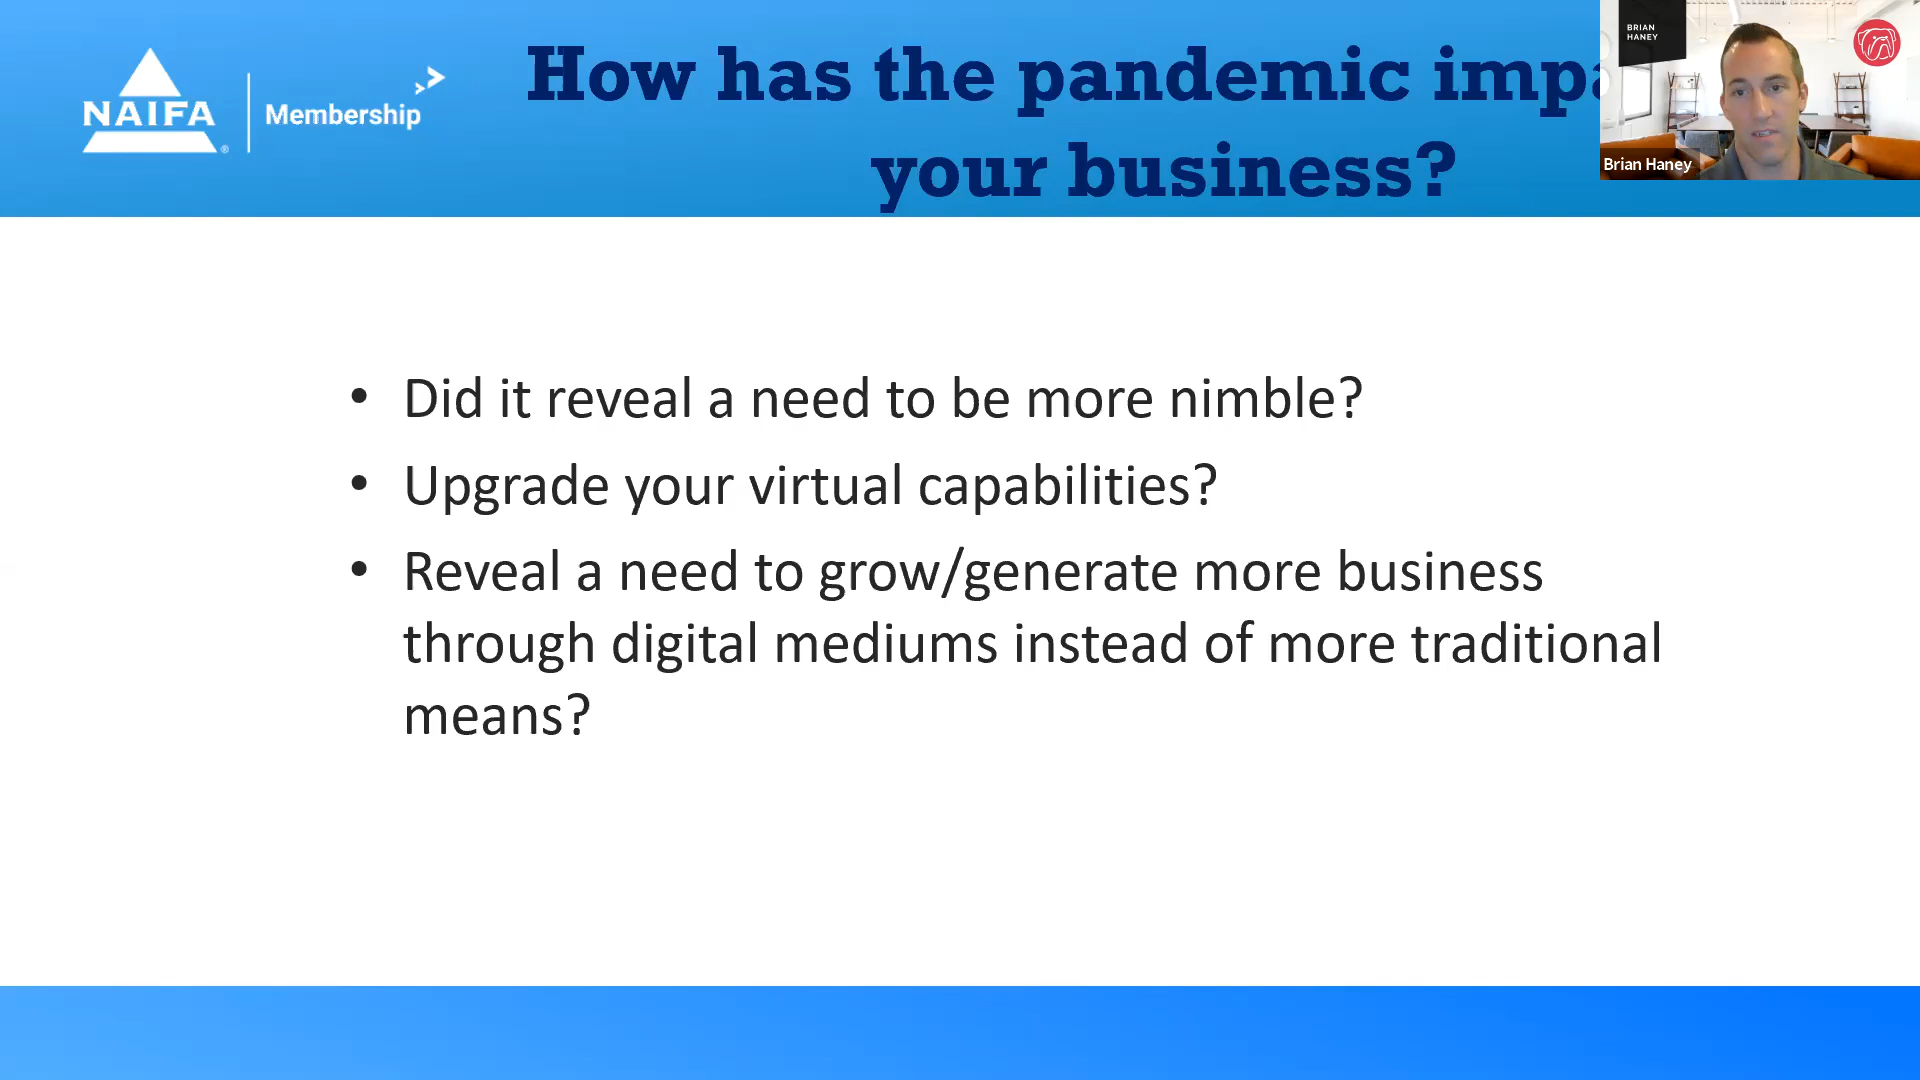 NAIFA
®
Membership
How has the pandemic
your business?
BRIAN
HANEY
Brian Haney
• Did it reveal a need to be more nimble?
• Upgrade your virtual capabilities?
• Reveal a need to grow/generate more business
through digital mediums instead of more traditional
means?